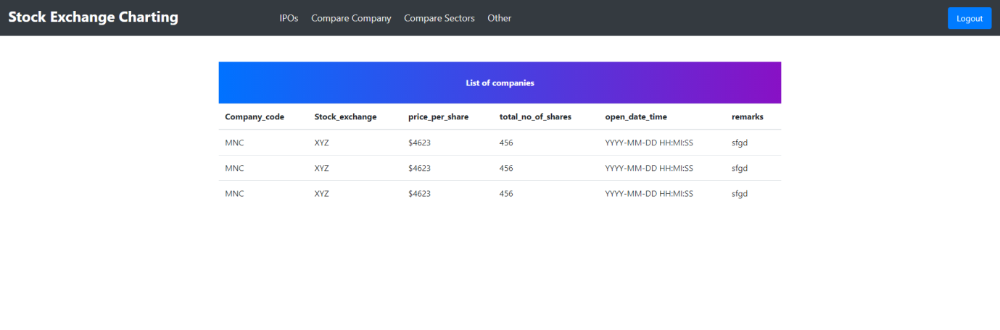 Stock Exchange Charting IPOs Compare Company Compare Sectors Other Logout
List of companies
Company_code Stock_exchange price_per_share total_no_of_shares open_date_time remarks
MNC XYZ $4623 456 YYYY-MM-DD HH:MI:SS sfgd
MNC XYZ $4623 456 YYYY-MM-DD HH:MI:SS sfgd
MNC XYZ $4623 456 YYYY-MM-DD HH:MI:SS sfgd